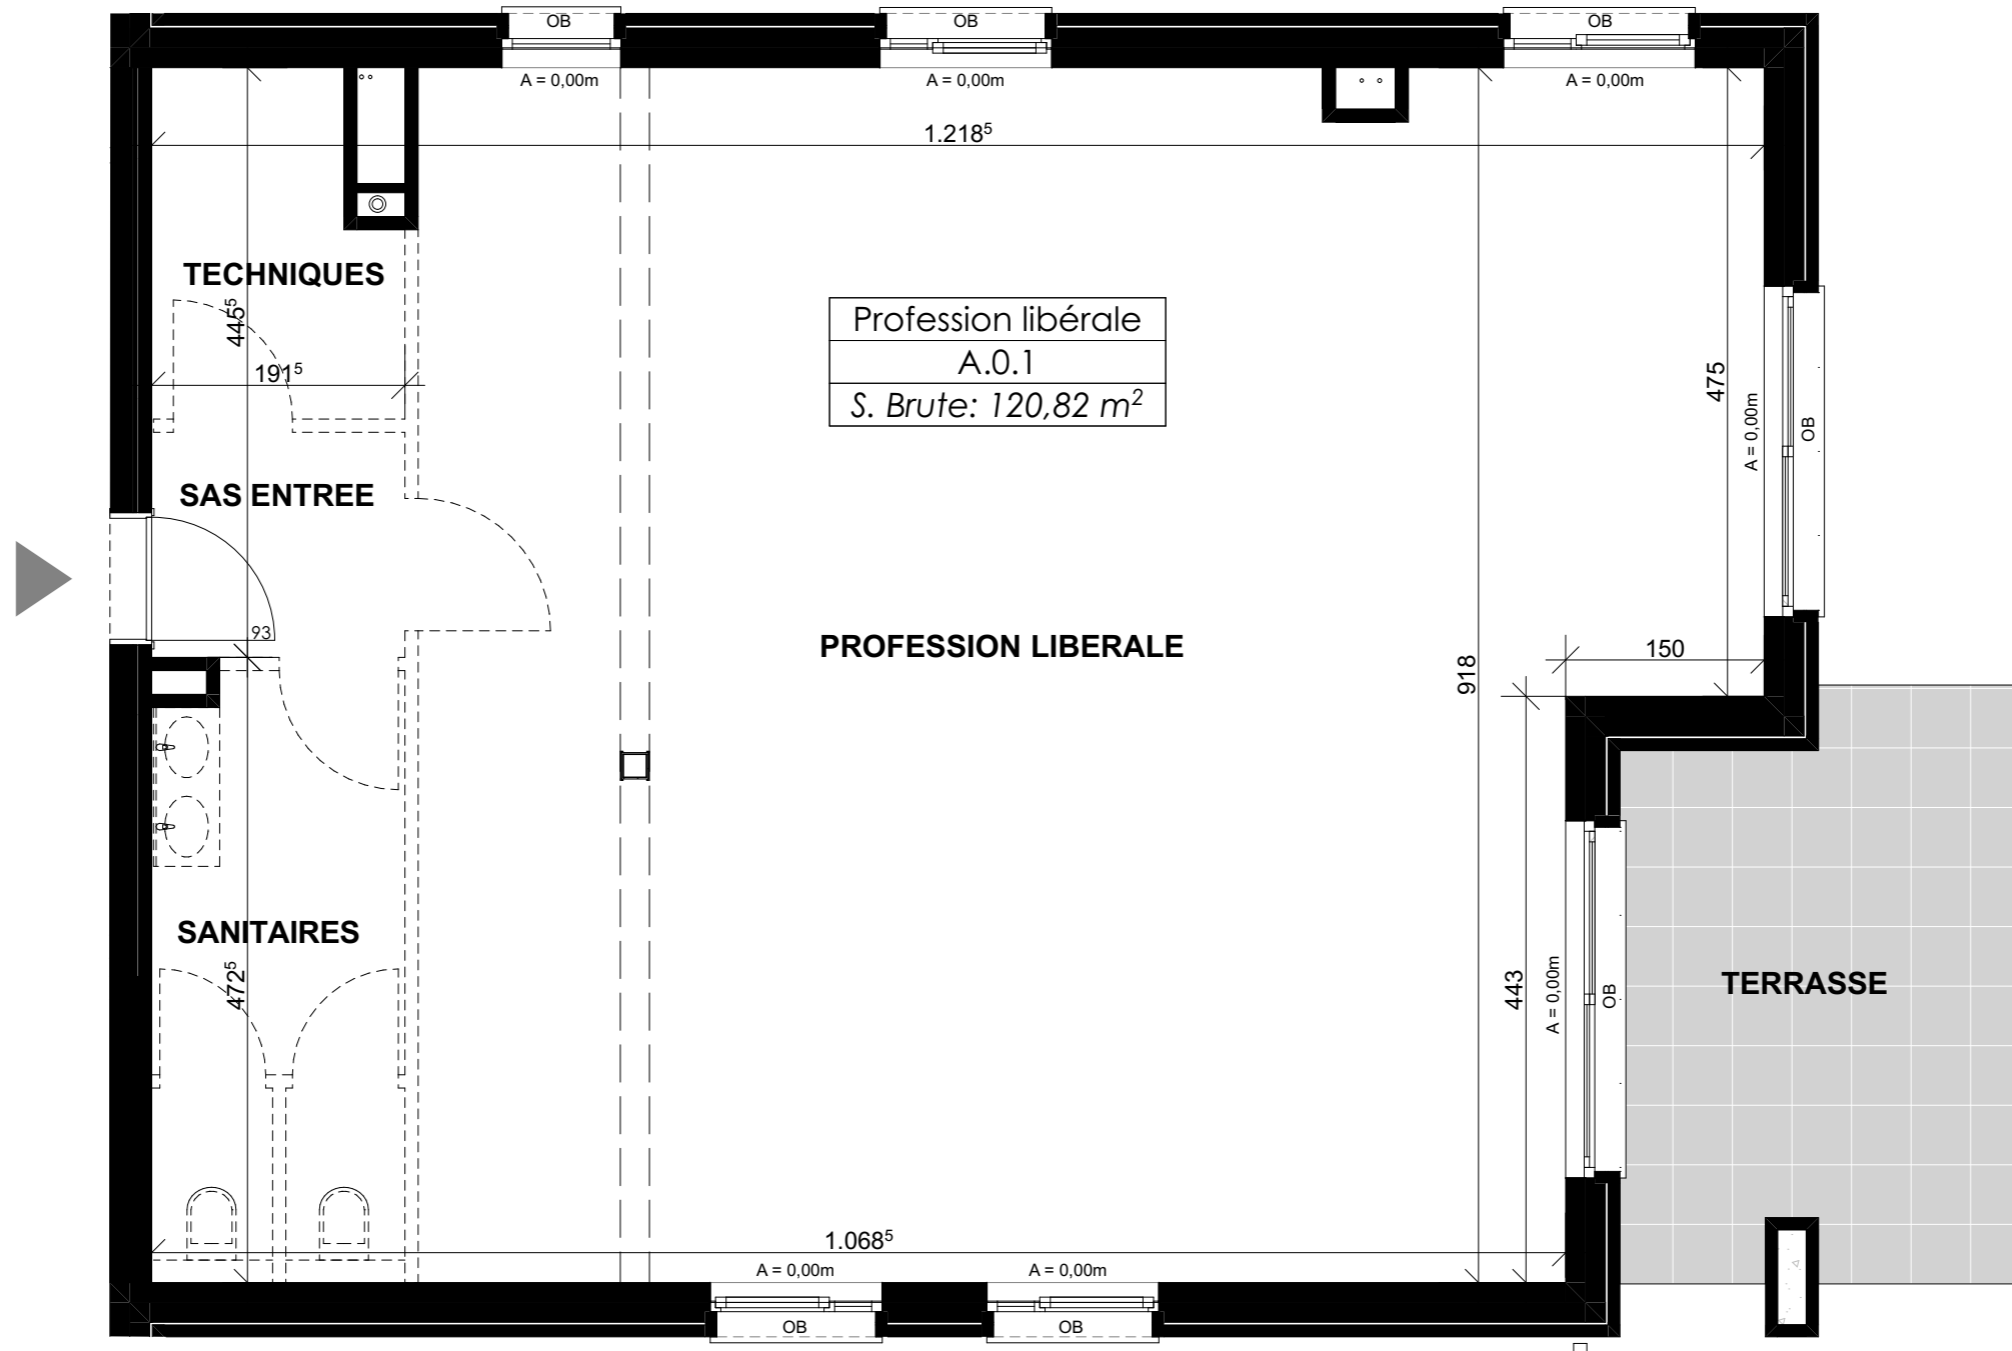 OB
OB
OB
A = 0,00m
A = 0,00m
A = 0,00m
1.218⁵
TECHNIQUES
445⁵
191⁵
Profession libérale
A.0.1
S. Brute: 120,82 m²
475
A = 0,00m
OB
SAS ENTREE
93
PROFESSION LIBERALE
918
150
SANITAIRES
472⁵
443
A = 0,00m
OB
TERRASSE
1.068⁵
A = 0,00m
A = 0,00m
OB
OB